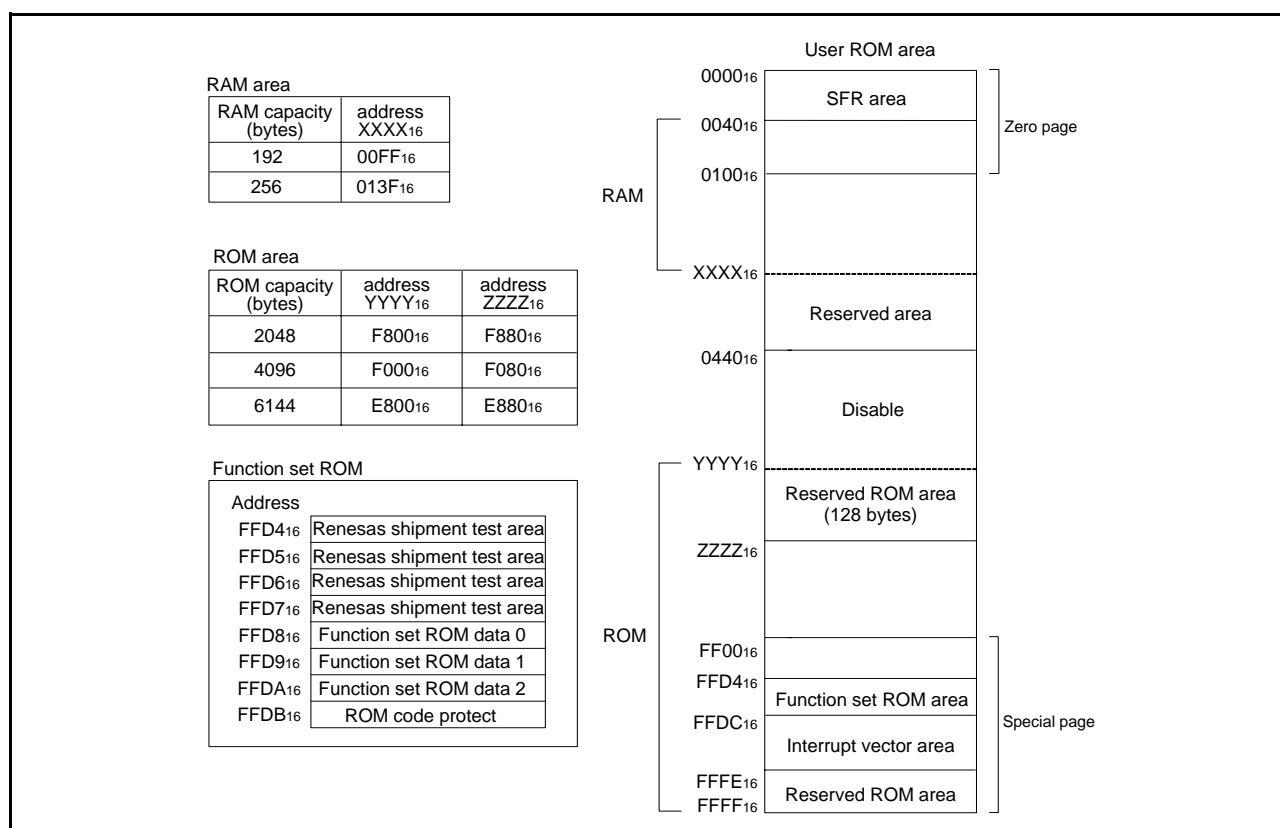 RAM area
RAM capacity (bytes) address XXXX16
192 00FF16
256 013F16
ROM area
ROM capacity (bytes) address YYYY16 address ZZZZ16
2048 F80016 F88016
4096 F00016 F08016
6144 E80016 E88016
Function set ROM
Address
FFD416 Renesas shipment test area
FFD516 Renesas shipment test area
FFD616 Renesas shipment test area
FFD716 Renesas shipment test area
FFD816 Function set ROM data 0
FFD916 Function set ROM data 1
FFDA16 Function set ROM data 2
FFDB16 ROM code protect
User ROM area
000016
SFR area
004016
Zero page
010016
RAM
XXXX16
Reserved area
044016
Disable
YYYY16
Reserved ROM area
(128 bytes)
ZZZZ16
ROM
FF0016
FFD416
Function set ROM area
FFDC16
Special page
Interrupt vector area
FFFE16
Reserved ROM area
FFFF16